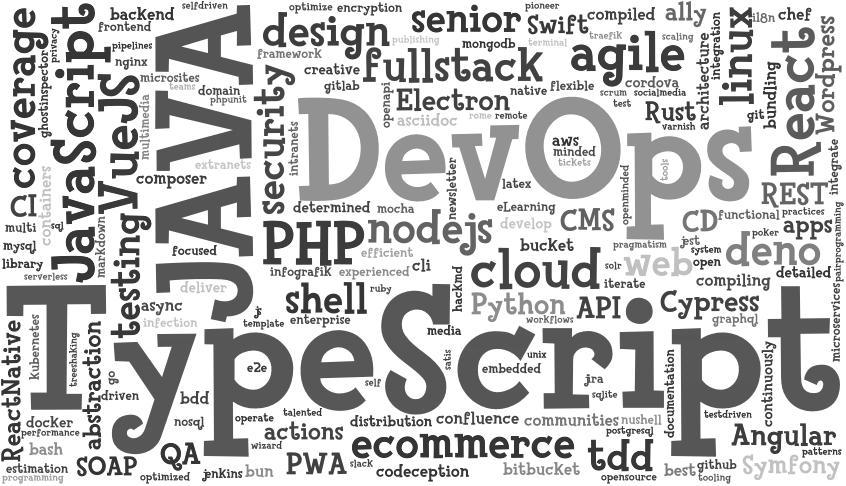 selfdriven
pioneer
backend
optimize encryption
senior
Swift
compiled
ally
il8n
chef
frontend
design
publishing
terminal
traefik
scaling
agile
linux
coverage
privacy
JavaScript
JAVA
pipelines
framework
mongodb
architecture
integration
React
Wordpress
ghostinspector
nginx
creative
fullstack
microsites
gitlab
native
flexible
cordova
socialmedia
scrum
test
teams
domain
phpunit
security
openapi
Electron
Rust
git
bundling
multimedia
VueJS
asciidoc
rome
remote
varnish
intranets
DevOps
aws
minded
tickets
tools
integrate
extranets
composer
newsletter
latex
openminded
REST
CI
containers
determined
mocha
eLearning
develop
CMS
CD
functional
practices
multi
sql
testing
mysql
markdown
focused
PHP
nodejs
bucket
pragmatism
jest
poker
apps
pairprogramming
efficient
system
deno
library
infografik
experienced
cli
cloud
solr
web
open
detailed
serverless
deliver
hackmd
iterate
compiling
TypeScript
async
js
shell
ruby
Python
API
Cypress
microservices
infection
template
enterprise
media
workflows
graphql
ReactNative
kubernetes
treeshaking
abstraction
go
e2e
satis
unix
embedded
documentation
continuously
driven
bdd
self
jira
sqlite
docker
nosql
operate
talented
distribution
confluence
communities
nushell
testdriven
performance
actions
postgresql
Angular
bash
wizard
ecommerce
patterns
estimation
SOAP
QA
PWA
slack
tdd
github
Symfony
programming
optimized
jenkins
bun
codeception
bitbucket
opensource
best
tooling